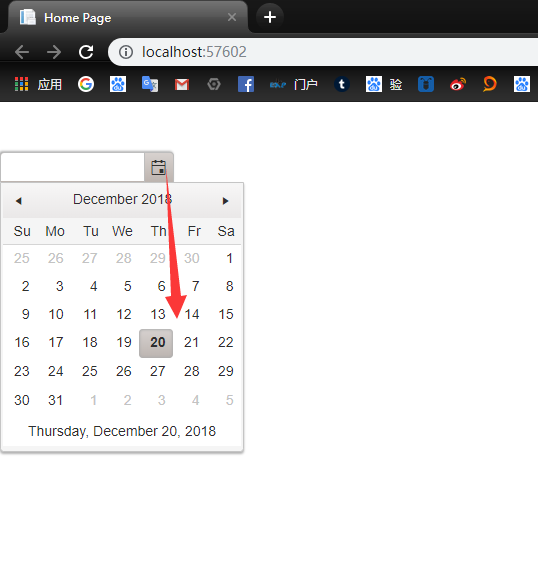 Home Page
localhost:57602
应用 门户 验
December 2018
Su Mo Tu We Th Fr Sa
25 26 27 28 29 30 1
2 3 4 5 6 7 8
9 10 11 12 13 14 15
16 17 18 19 20 21 22
23 24 25 26 27 28 29
30 31 1 2 3 4 5
Thursday, December 20, 2018